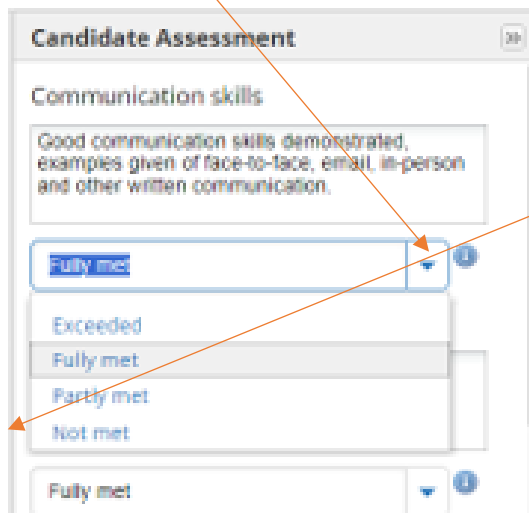 Candidate Assessment
Communication skills
Good communication skills demonstrated,
examples given of face-to-face, email, in-person
and other written communication.
Fully met
Exceeded
Fully met
Partly met
Not met
Fully met